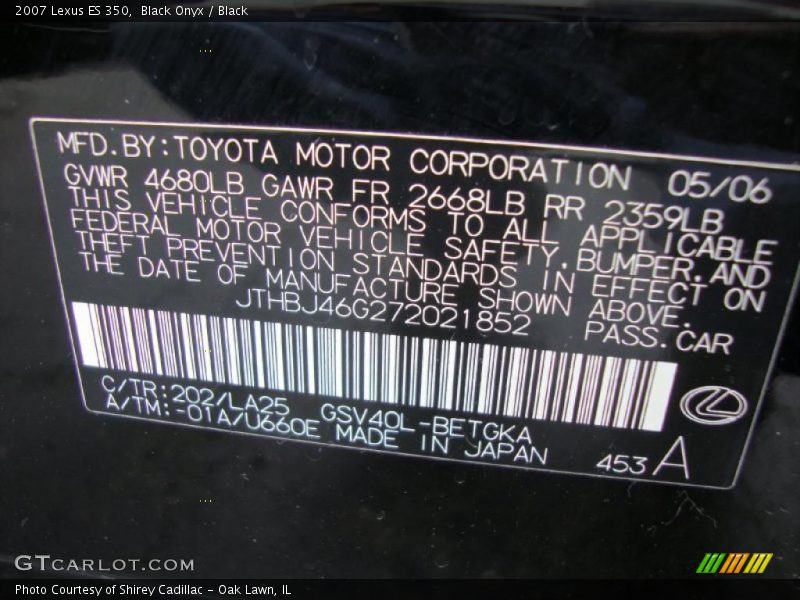 2007 Lexus ES 350,  Black Onyx / Black
MFD.BY:TOYOTA MOTOR CORPORATION 05/06
GVWR 4680LB GAWR FR 2668LB RR 2359LB
THIS VEHICLE CONFORMS TO ALL APPLICABLE
FEDERAL MOTOR VEHICLE SAFETY,BUMPER,AND
THEFT PREVENTION STANDARDS IN EFFECT ON
THE DATE OF MANUFACTURE SHOWN ABOVE.
JTHBJ46G272021852 PASS.CAR
C/TR:202/LA25 GSV40L-BETGKA
A/TM:-01A/U660E MADE IN JAPAN
453 A
GTCARLOT.COM
Photo Courtesy of Shirey Cadillac - Oak Lawn, IL